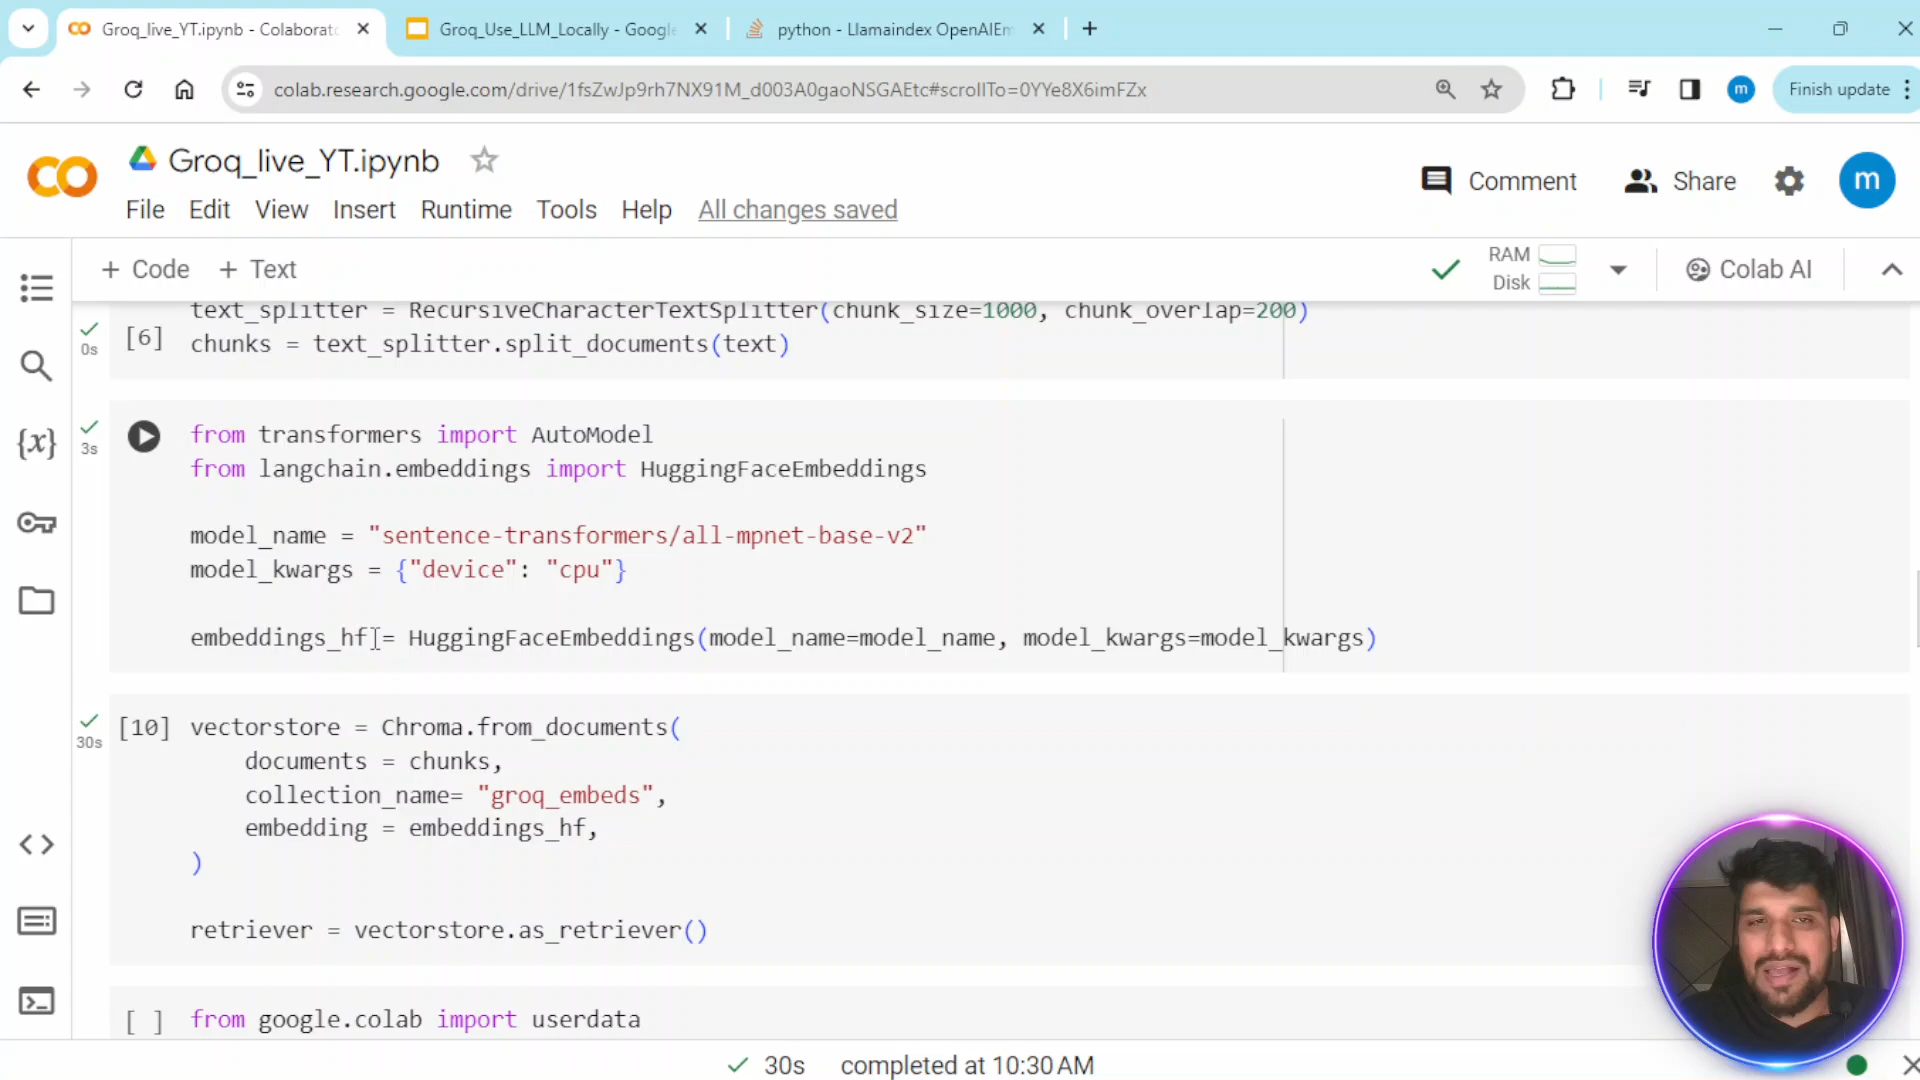 Groq_live_YT.ipynb - Colaborato
Groq_Use_LLM_Locally - Google
python - Llamaindex OpenAIEm
colab.research.google.com/drive/1fsZwJp9rh7NX91M_d003A0gaoNSGAEtc#scrollTo=0YYe8X6imFZx
m
Finish update
Groq_live_YT.ipynb
File Edit View Insert Runtime Tools Help All changes saved
Comment
Share
m
+ Code + Text
RAM
Disk
Colab AI
text_splitter = RecursiveCharacterTextSplitter(chunk_size=1000, chunk_overlap=200)
0s
[6]
chunks = text_splitter.split_documents(text)
3s
from transformers import AutoModel
from langchain.embeddings import HuggingFaceEmbeddings
model_name = "sentence-transformers/all-mpnet-base-v2"
model_kwargs = {"device": "cpu"}
embeddings_hf = HuggingFaceEmbeddings(model_name=model_name, model_kwargs=model_kwargs)
30s
[10] vectorstore = Chroma.from_documents(
documents = chunks,
collection_name= "groq_embeds",
embedding = embeddings_hf,
)
retriever = vectorstore.as_retriever()
[ ] from google.colab import userdata
30s completed at 10:30 AM